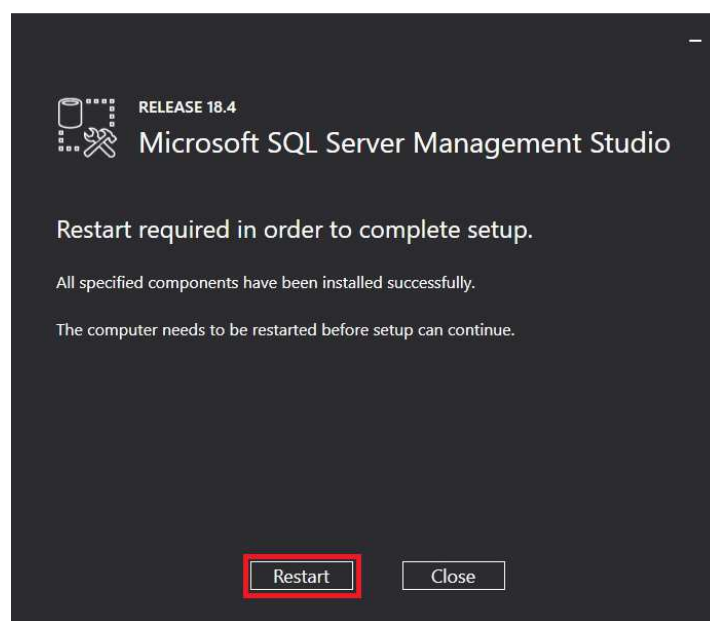 RELEASE 18.4
Microsoft SQL Server Management Studio
Restart required in order to complete setup.
All specified components have been installed successfully.
The computer needs to be restarted before setup can continue.
Restart
Close